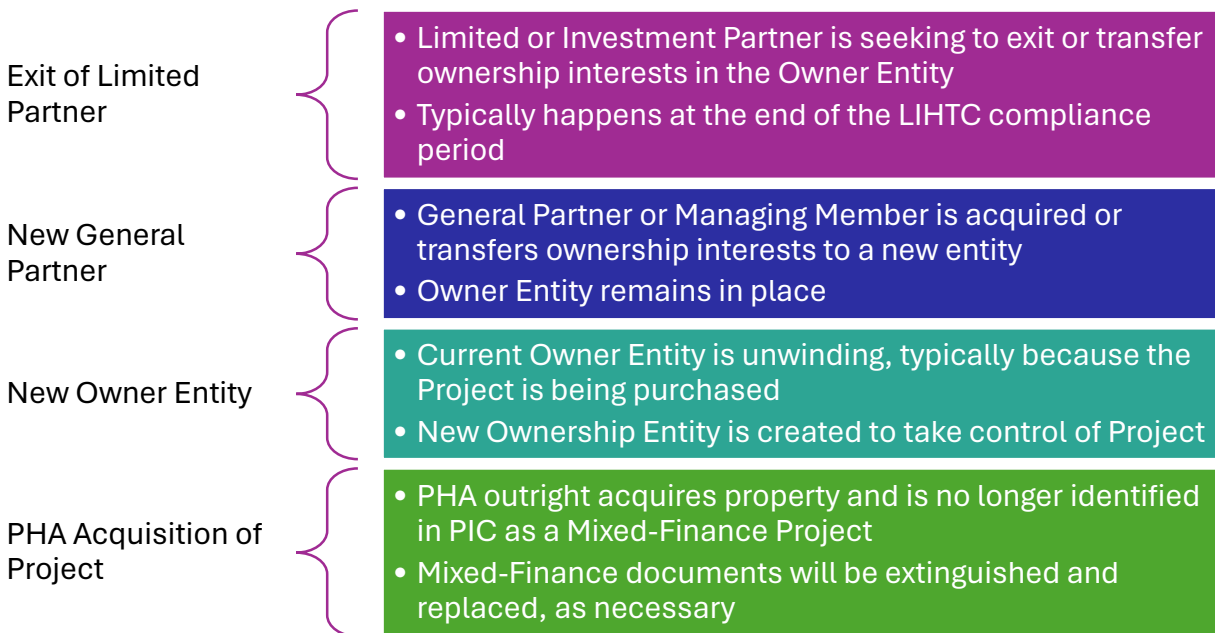 Exit of Limited
Partner
• Limited or Investment Partner is seeking to exit or transfer
ownership interests in the Owner Entity
• Typically happens at the end of the LIHTC compliance
period
New General
Partner
• General Partner or Managing Member is acquired or
transfers ownership interests to a new entity
• Owner Entity remains in place
New Owner Entity
• Current Owner Entity is unwinding, typically because the
Project is being purchased
• New Ownership Entity is created to take control of Project
PHA Acquisition of
Project
• PHA outright acquires property and is no longer identified
in PIC as a Mixed-Finance Project
• Mixed-Finance documents will be extinguished and
replaced, as necessary